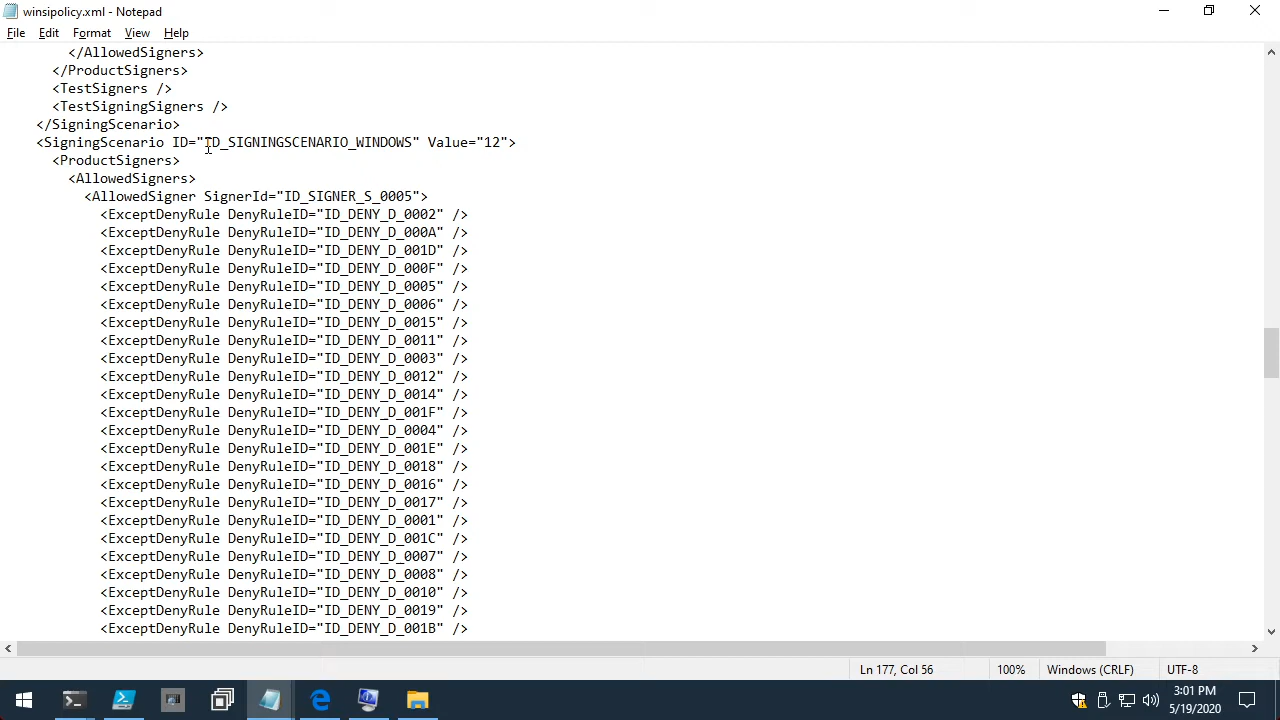 winsipolicy.xml - Notepad
File Edit Format View Help
</AllowedSigners>
</ProductSigners>
<TestSigners />
<TestSigningSigners />
</SigningScenario>
<SigningScenario ID="ID_SIGNINGSCENARIO_WINDOWS" Value="12">
<ProductSigners>
<AllowedSigners>
<AllowedSigner SignerId="ID_SIGNER_S_0005">
<ExceptDenyRule DenyRuleID="ID_DENY_D_0002" />
<ExceptDenyRule DenyRuleID="ID_DENY_D_000A" />
<ExceptDenyRule DenyRuleID="ID_DENY_D_001D" />
<ExceptDenyRule DenyRuleID="ID_DENY_D_000F" />
<ExceptDenyRule DenyRuleID="ID_DENY_D_0005" />
<ExceptDenyRule DenyRuleID="ID_DENY_D_0006" />
<ExceptDenyRule DenyRuleID="ID_DENY_D_0015" />
<ExceptDenyRule DenyRuleID="ID_DENY_D_0011" />
<ExceptDenyRule DenyRuleID="ID_DENY_D_0003" />
<ExceptDenyRule DenyRuleID="ID_DENY_D_0012" />
<ExceptDenyRule DenyRuleID="ID_DENY_D_0014" />
<ExceptDenyRule DenyRuleID="ID_DENY_D_001F" />
<ExceptDenyRule DenyRuleID="ID_DENY_D_0004" />
<ExceptDenyRule DenyRuleID="ID_DENY_D_001E" />
<ExceptDenyRule DenyRuleID="ID_DENY_D_0018" />
<ExceptDenyRule DenyRuleID="ID_DENY_D_0016" />
<ExceptDenyRule DenyRuleID="ID_DENY_D_0017" />
<ExceptDenyRule DenyRuleID="ID_DENY_D_0001" />
<ExceptDenyRule DenyRuleID="ID_DENY_D_001C" />
<ExceptDenyRule DenyRuleID="ID_DENY_D_0007" />
<ExceptDenyRule DenyRuleID="ID_DENY_D_0008" />
<ExceptDenyRule DenyRuleID="ID_DENY_D_0010" />
<ExceptDenyRule DenyRuleID="ID_DENY_D_0019" />
<ExceptDenyRule DenyRuleID="ID_DENY_D_001B" />
Ln 177, Col 56 100% Windows (CRLF) UTF-8
3:01 PM
5/19/2020